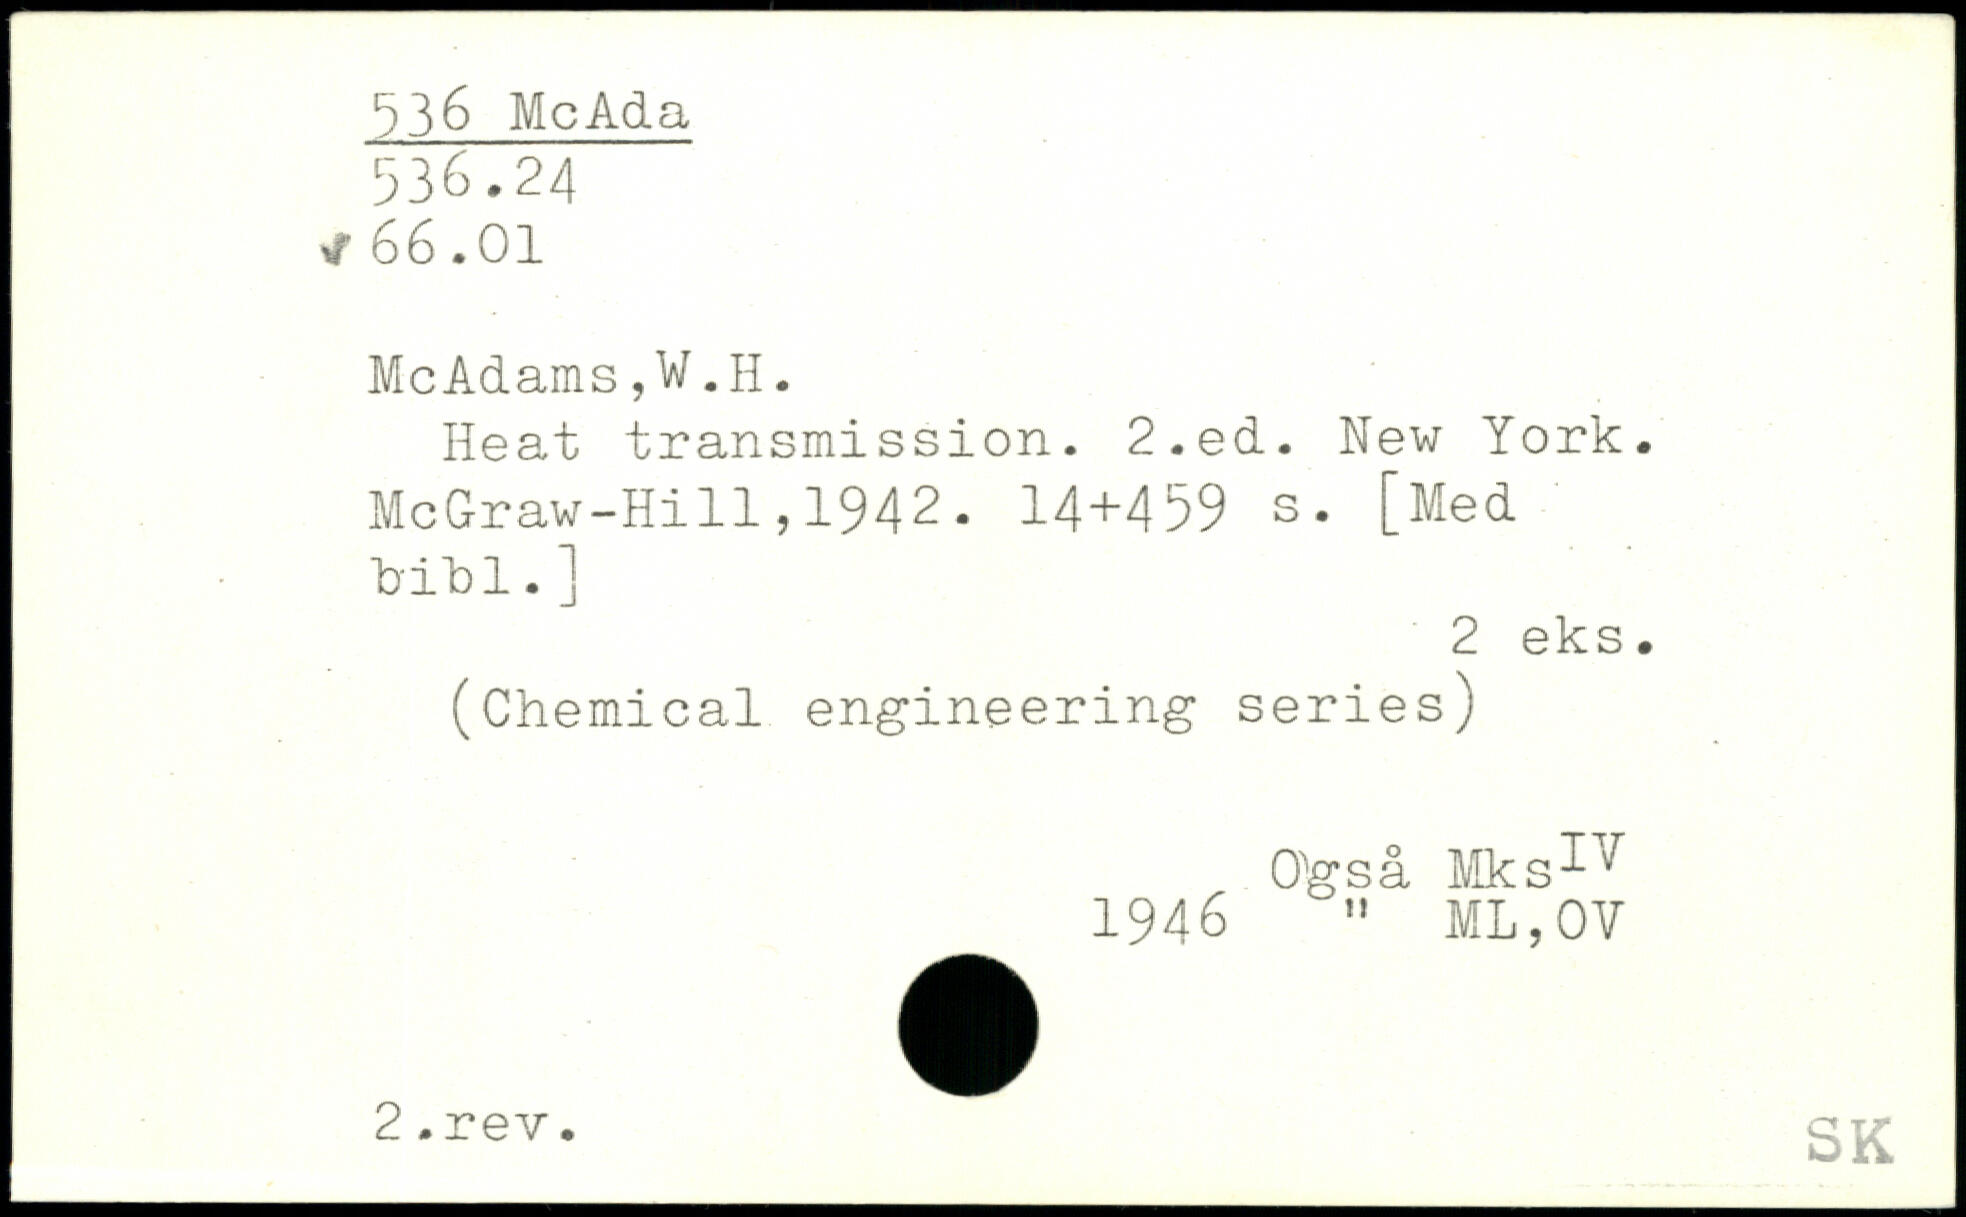 536 McAda
536.24
66.01
McAdams,W.H.
Heat transmission. 2.ed. New York.
McGraw-Hill,1942. 14+459 s. [Med
bibl.]
2 eks.
(Chemical engineering series)
Også MksIV
1946 " ML,OV
2.rev.
SK